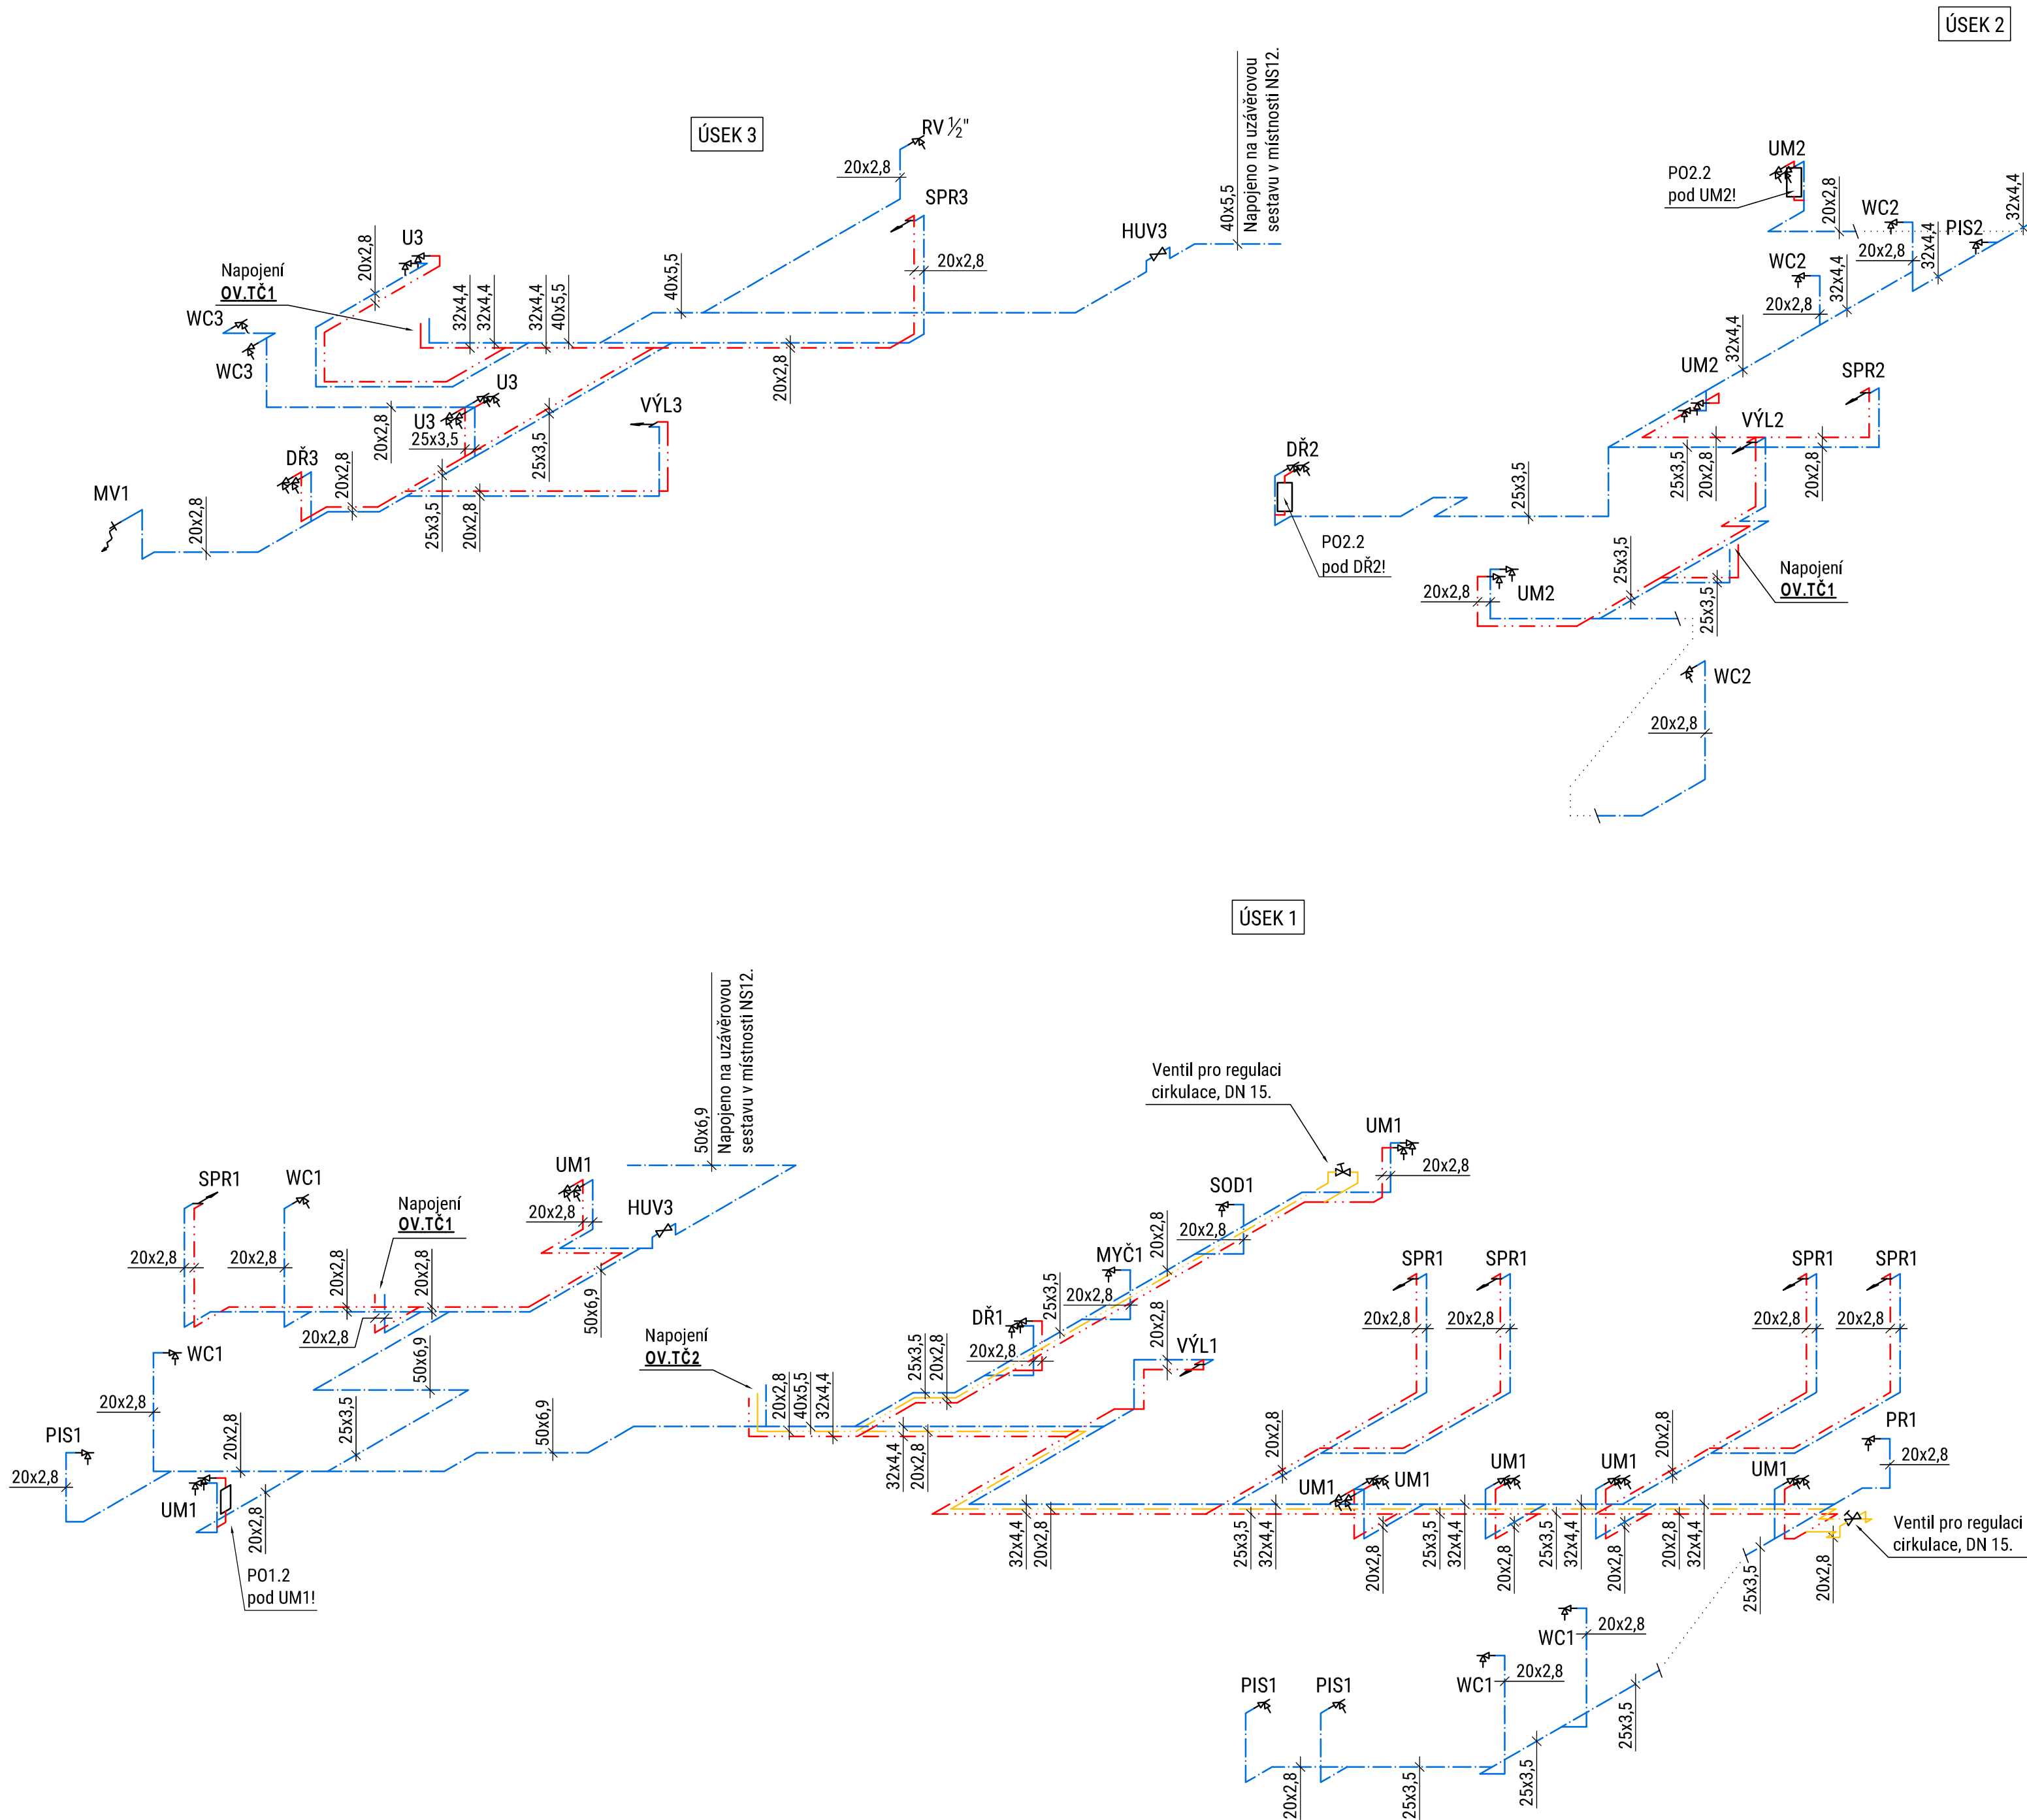 ÚSEK 2
ÚSEK 3
RV ½"
20x2,8
SPR3
HUV3
40x5,5
Napojeno na uzávěrovou
sestavu v místnosti NS12.
20x2,8
U3
20x2,8
Napojení
OV.TČ1
WC3
WC3
32x4,4
32x4,4
32x4,4
40x5,5
40x5,5
20x2,8
U3
U3
25x3,5
20x2,8
VÝL3
25x3,5
DŘ3
20x2,8
MV1
20x2,8
25x3,5
20x2,8
UM2
PO2.2
pod UM2!
20x2,8
WC2
PIS2
32x4,4
20x2,8
32x4,4
WC2
20x2,8
32x4,4
32x4,4
UM2
SPR2
VÝL2
25x3,5
20x2,8
20x2,8
DŘ2
25x3,5
PO2.2
pod DŘ2!
25x3,5
20x2,8
UM2
25x3,5
Napojení
OV.TČ1
WC2
20x2,8
ÚSEK 1
50x6,9
Napojeno na uzávěrovou
sestavu v místnosti NS12.
SPR1
WC1
UM1
HUV3
Napojení
OV.TČ1
20x2,8
20x2,8
20x2,8
20x2,8
20x2,8
20x2,8
50x6,9
WC1
50x6,9
20x2,8
PIS1
20x2,8
20x2,8
25x3,5
50x6,9
UM1
20x2,8
PO1.2
pod UM1!
Ventil pro regulaci
cirkulace, DN 15.
UM1
20x2,8
SOD1
20x2,8
20x2,8
MYČ1
20x2,8
25x3,5
DŘ1
20x2,8
20x2,8
VÝL1
Napojení
OV.TČ2
20x2,8
40x5,5
32x4,4
25x3,5
20x2,8
32x4,4
20x2,8
SPR1
SPR1
SPR1
SPR1
20x2,8
20x2,8
20x2,8
20x2,8
20x2,8
20x2,8
PR1
20x2,8
UM1
UM1
UM1
UM1
UM1
32x4,4
20x2,8
25x3,5
32x4,4
20x2,8
25x3,5
32x4,4
20x2,8
25x3,5
32x4,4
20x2,8
20x2,8
32x4,4
25x3,5
20x2,8
Ventil pro regulaci
cirkulace, DN 15.
WC1
20x2,8
WC1
20x2,8
PIS1
PIS1
20x2,8
25x3,5
25x3,5
25x3,5